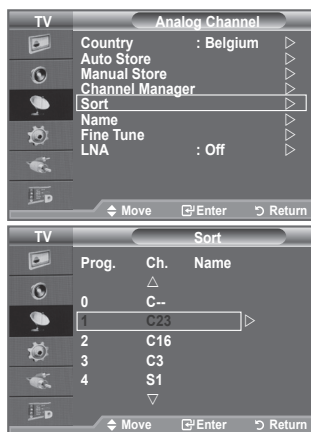 TV Analog Channel
Country : Belgium
Auto Store
Manual Store
Channel Manager
Sort
Name
Fine Tune
LNA : Off
Move Enter Return
TV Sort
Prog. Ch. Name
0 C--
1 C23
2 C16
3 C3
4 S1
Move Enter Return